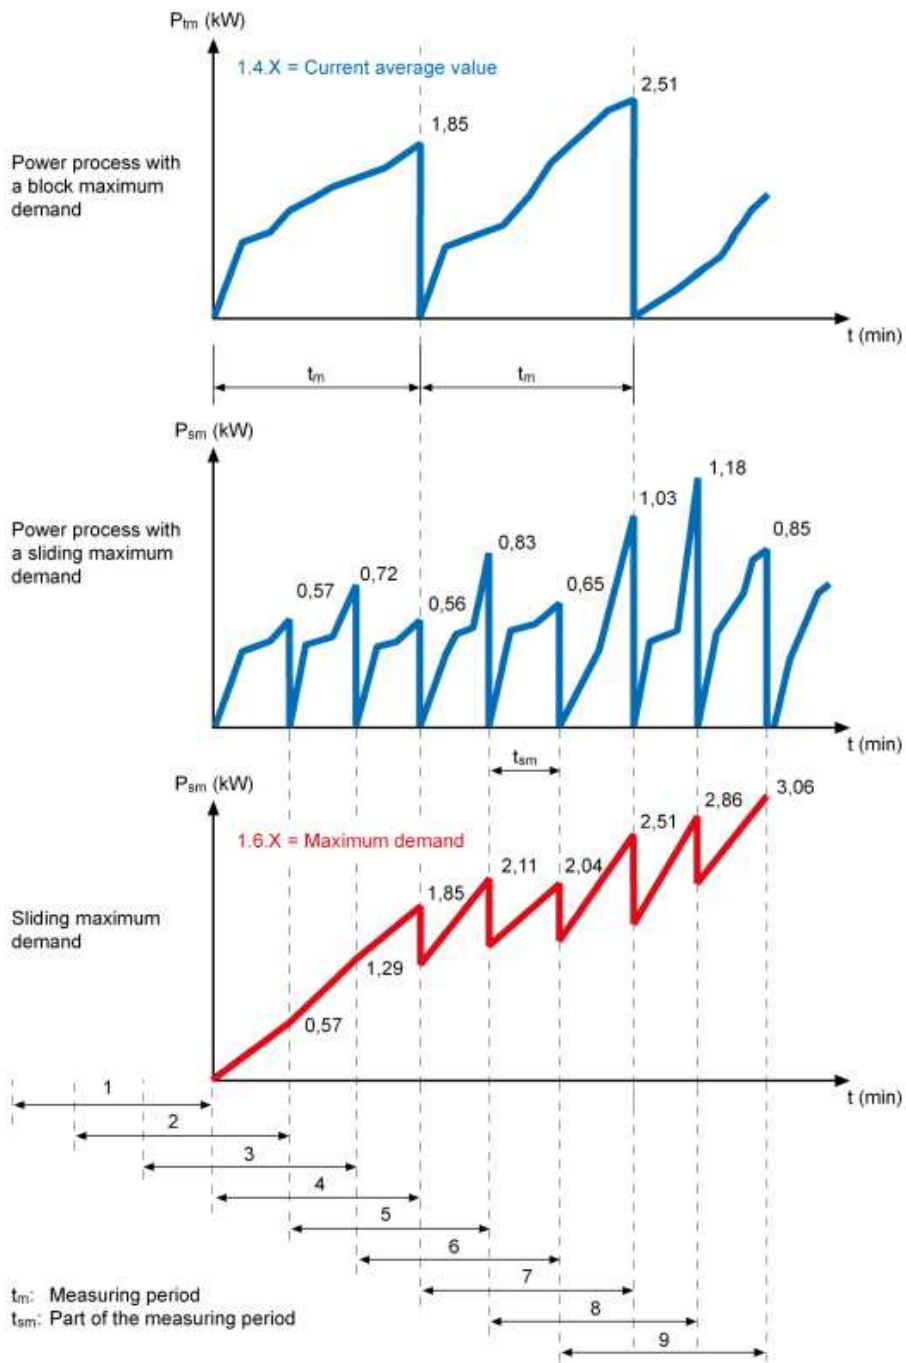 Ptm (kW)
1.4.X = Current average value
2,51
1,85
Power process with
a block maximum
demand
t (min)
tm
tm
Psm (kW)
1,18
1,03
Power process with
a sliding maximum
demand
0,83
0,85
0,72
0,57
0,65
0,56
t (min)
tsm
Psm (kW)
3,06
2,86
2,51
1.6.X = Maximum demand
2,11
2,04
1,85
Sliding maximum
demand
1,29
0,57
t (min)
1
2
3
4
5
6
7
8
9
tm: Measuring period
tsm: Part of the measuring period